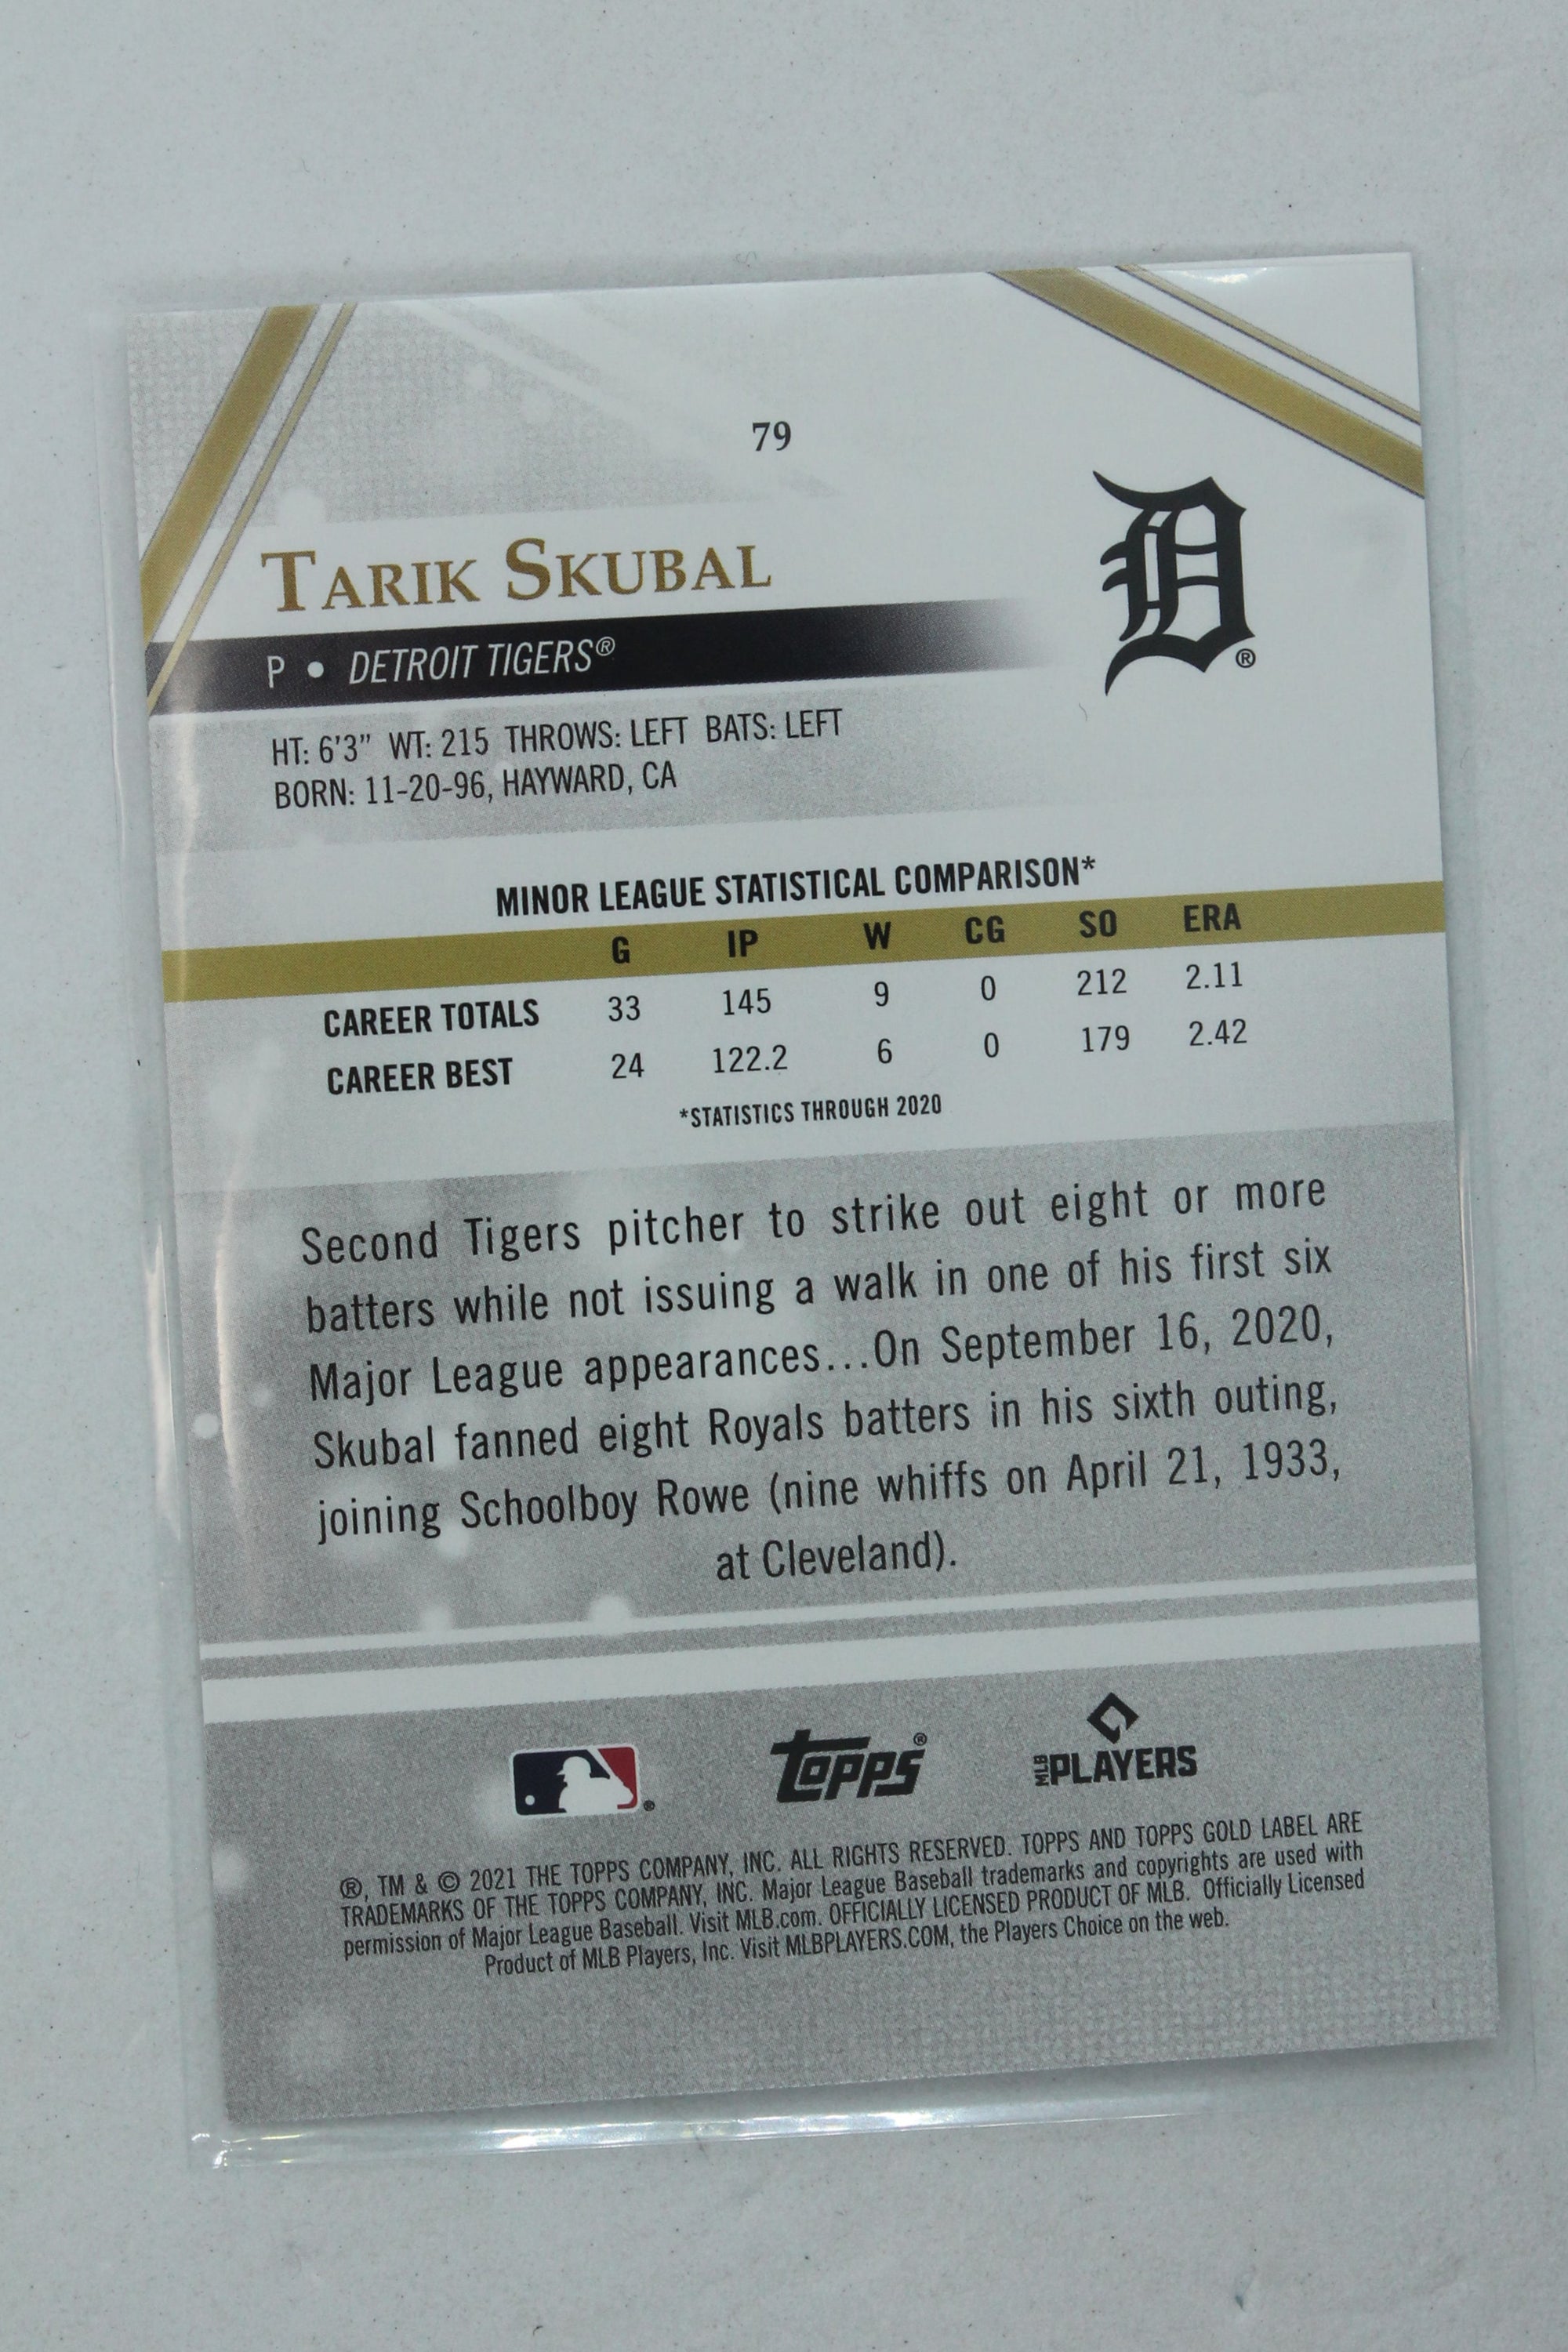 79
TARIK SKUBAL
D®
P • DETROIT TIGERS®
HT: 6'3" WT: 215 THROWS: LEFT BATS: LEFT
BORN: 11-20-96, HAYWARD, CA
MINOR LEAGUE STATISTICAL COMPARISON*
G IP W CG SO ERA
CAREER TOTALS 33 145 9 0 212 2.11
CAREER BEST 24 122.2 6 0 179 2.42
*STATISTICS THROUGH 2020
Second Tigers pitcher to strike out eight or more
batters while not issuing a walk in one of his first six
Major League appearances...On September 16, 2020,
Skubal fanned eight Royals batters in his sixth outing,
joining Schoolboy Rowe (nine whiffs on April 21, 1933,
at Cleveland).
® Topps® MLB PLAYERS
®, TM & © 2021 THE TOPPS COMPANY, INC. ALL RIGHTS RESERVED. TOPPS AND TOPPS GOLD LABEL ARE
TRADEMARKS OF THE TOPPS COMPANY, INC. Major League Baseball trademarks and copyrights are used with
permission of Major League Baseball. Visit MLB.com. OFFICIALLY LICENSED PRODUCT OF MLB. Officially Licensed
Product of MLB Players, Inc. Visit MLBPLAYERS.COM, the Players Choice on the web.